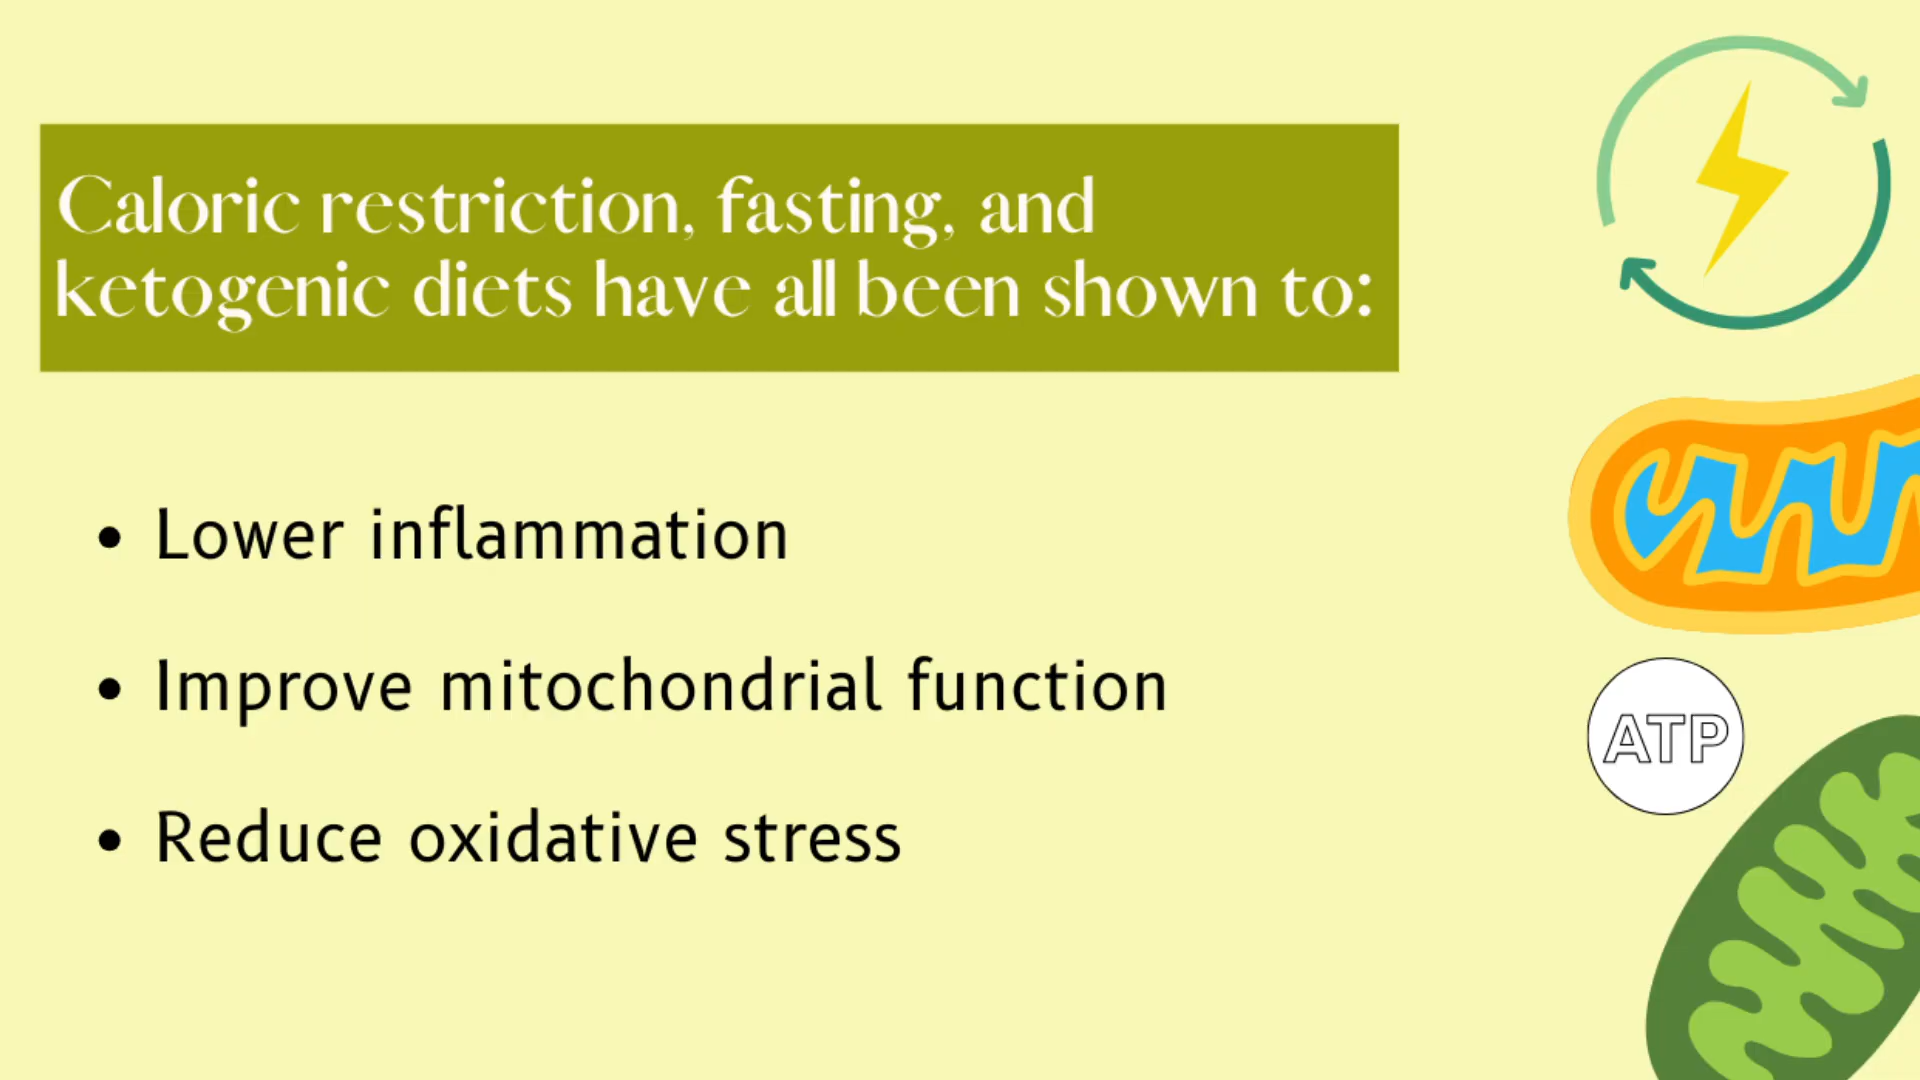 Caloric restriction, fasting, and
ketogenic diets have all been shown to:
• Lower inflammation
• Improve mitochondrial function
• Reduce oxidative stress
ATP